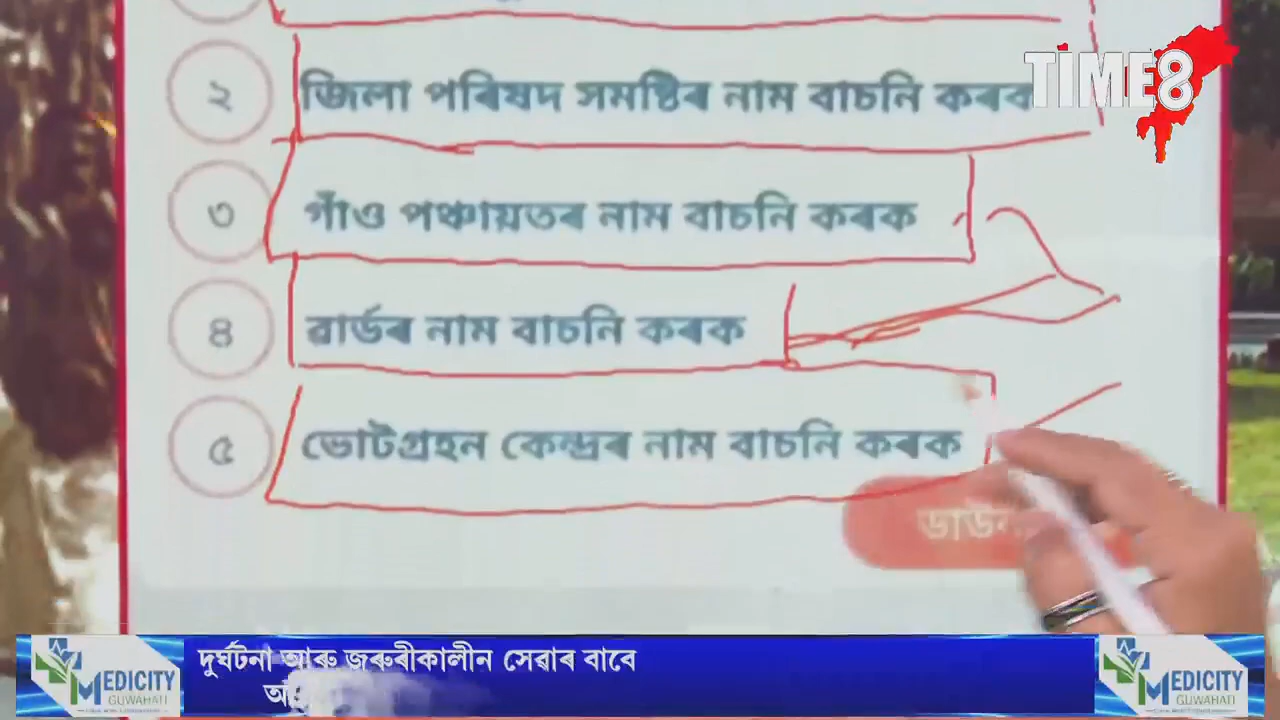 TIME8
২ জিলা পৰিষদ সমষ্টিৰ নাম বাচনি কৰক
৩ গাঁও পঞ্চায়তৰ নাম বাচনি কৰক
৪ ৱাৰ্ডৰ নাম বাচনি কৰক
৫ ভোটগ্ৰহন কেন্দ্ৰৰ নাম বাচনি কৰক
MEDICITY
GUWAHATI
দুৰ্ঘটনা আৰু জৰুৰীকালীন সেৱাৰ বাবে
MEDICITY
GUWAHATI